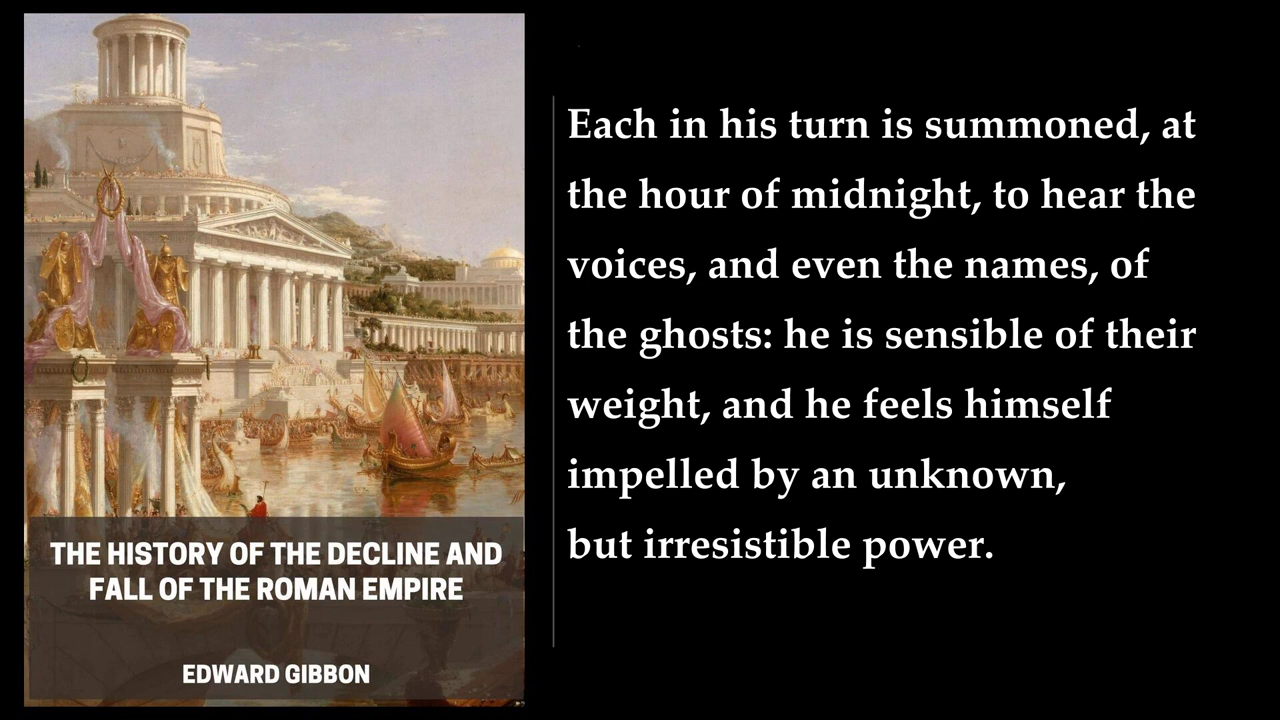 THE HISTORY OF THE DECLINE AND
FALL OF THE ROMAN EMPIRE
EDWARD GIBBON
Each in his turn is summoned, at
the hour of midnight, to hear the
voices, and even the names, of
the ghosts: he is sensible of their
weight, and he feels himself
impelled by an unknown,
but irresistible power.